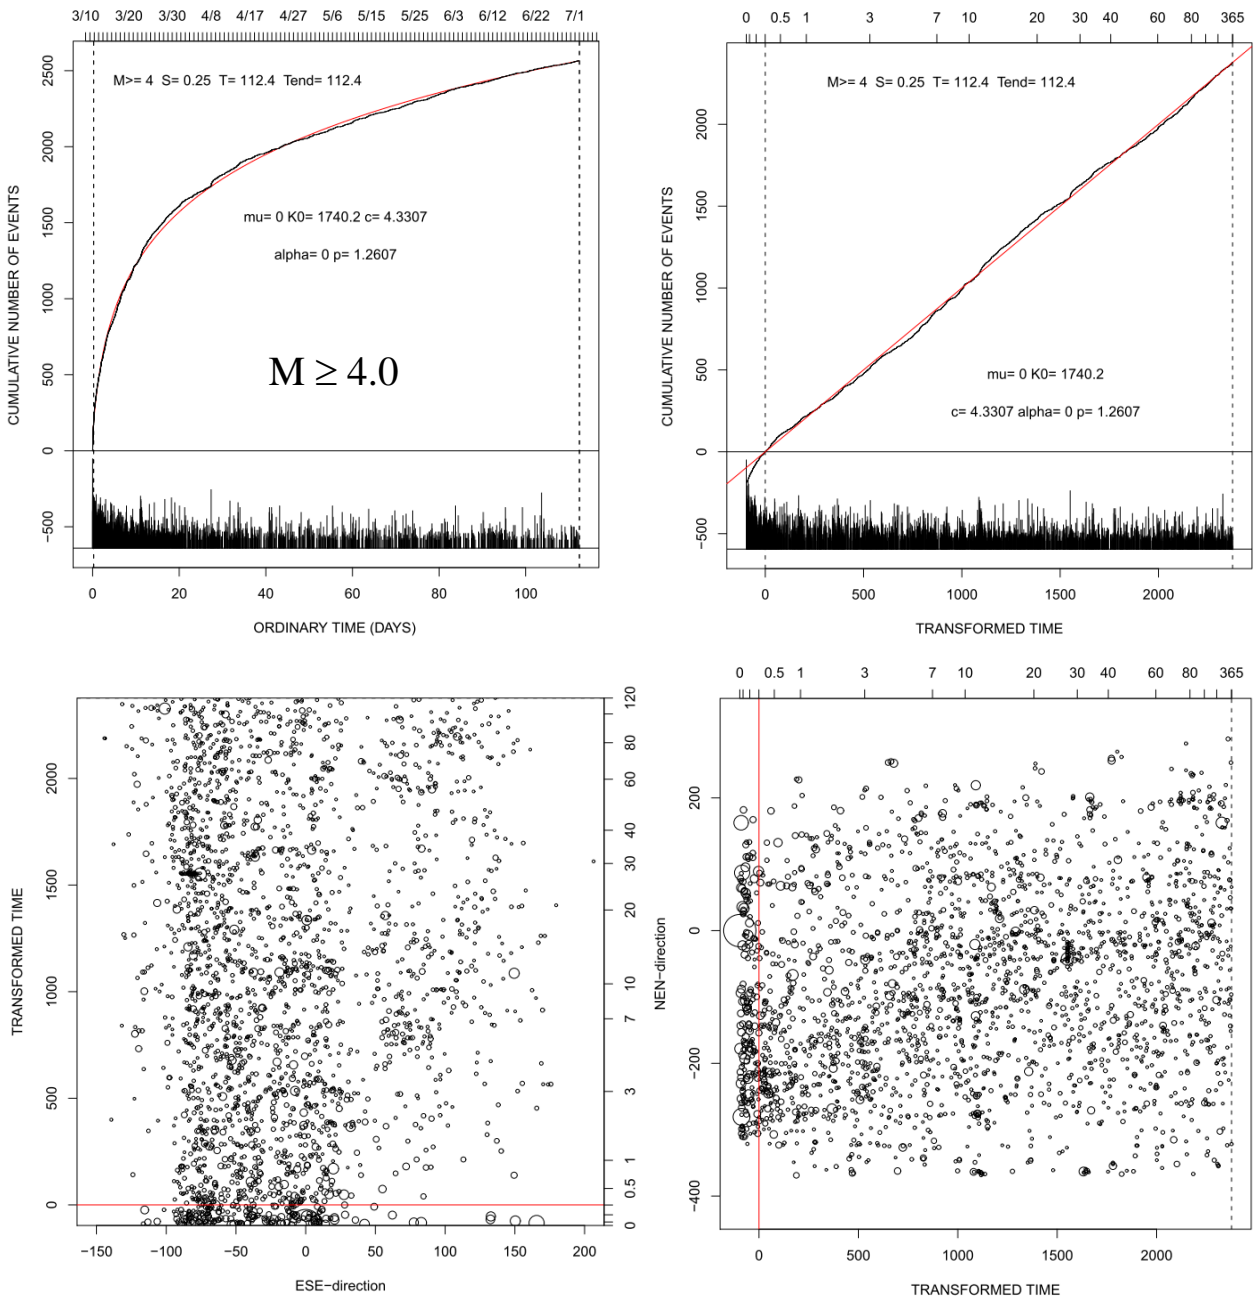 3/10 3/20 3/30 4/8 4/17 4/27 5/6 5/15 5/25 6/3 6/12 6/22 7/1
M>= 4 S= 0.25 T= 112.4 Tend= 112.4
mu= 0 K0= 1740.2 c= 4.3307
alpha= 0 p= 1.2607
M ≥ 4.0
CUMULATIVE NUMBER OF EVENTS
2500
2000
1500
1000
500
0
−500
0 20 40 60 80 100
ORDINARY TIME (DAYS)
0 0.5 1 3 7 10 20 30 40 60 80 365
M>= 4 S= 0.25 T= 112.4 Tend= 112.4
CUMULATIVE NUMBER OF EVENTS
2000
1500
1000
500
0
−500
mu= 0 K0= 1740.2
c= 4.3307 alpha= 0 p= 1.2607
0 500 1000 1500 2000
TRANSFORMED TIME
TRANSFORMED TIME
2000
1500
1000
500
0
120
80
60
40
30
20
10
7
3
1
0.5
0
−150 −100 −50 0 50 100 150 200
ESE−direction
0 0.5 1 3 7 10 20 30 40 60 80 365
NEN−direction
200
0
−200
−400
0 500 1000 1500 2000
TRANSFORMED TIME